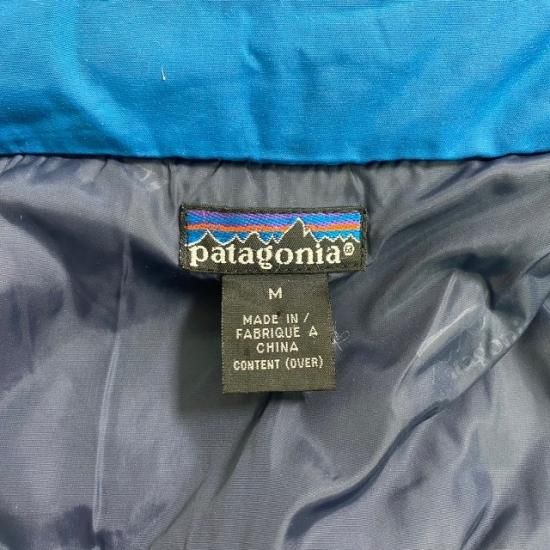 patagonia®
M
MADE IN /
FABRIQUE A
CHINA
CONTENT (OVER)